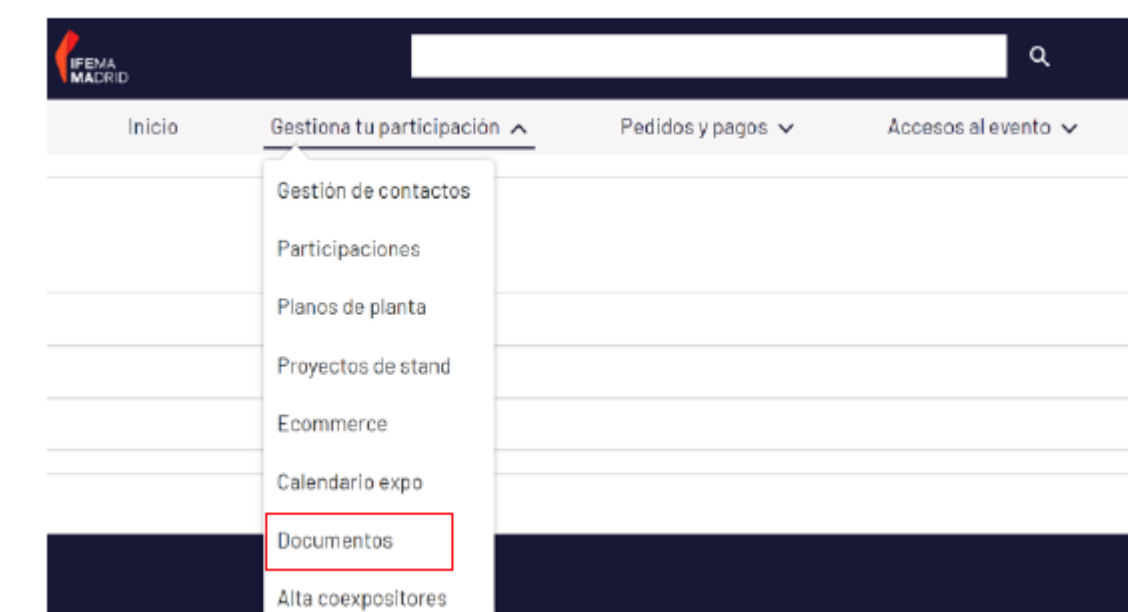 IFEMA
MADRID
Inicio Gestiona tu participación Pedidos y pagos Accesos al evento
Gestión de contactos
Participaciones
Planos de planta
Proyectos de stand
Ecommerce
Calendario expo
Documentos
Alta coexpositores